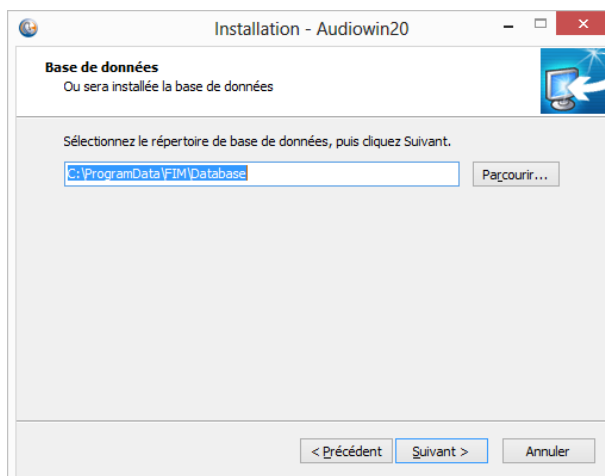 Installation - Audiowin20
Base de données
Ou sera installée la base de données
Sélectionnez le répertoire de base de données, puis cliquez Suivant.
C:\ProgramData\FIM\Database
Parcourir...
< Précédent
Suivant >
Annuler